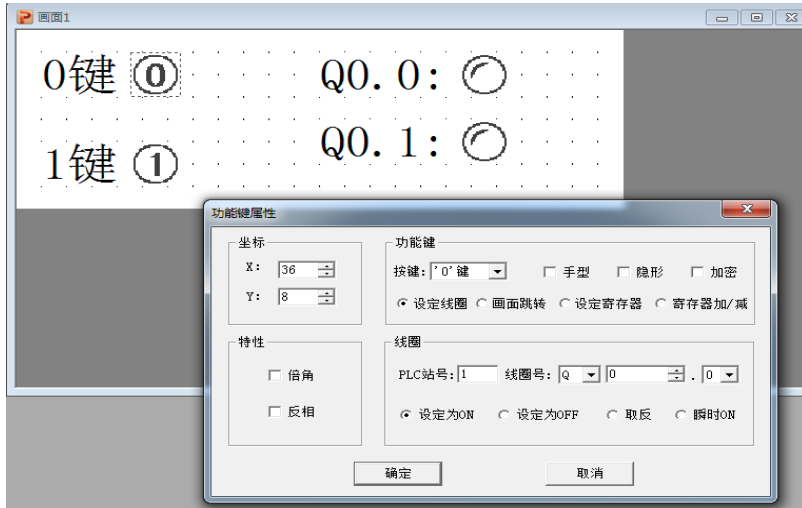 画面1
0键 0 Q0.0:
1键 1 Q0.1:
功能键属性
坐标
X: 36
Y: 8
功能键
按键: '0'键 手型 隐形 加密
设定线圈 画面跳转 设定寄存器 寄存器加/减
特性
倍角
反相
线圈
PLC站号: 1 线圈号: Q 0 . 0
设定为ON 设定为OFF 取反 瞬时ON
确定 取消